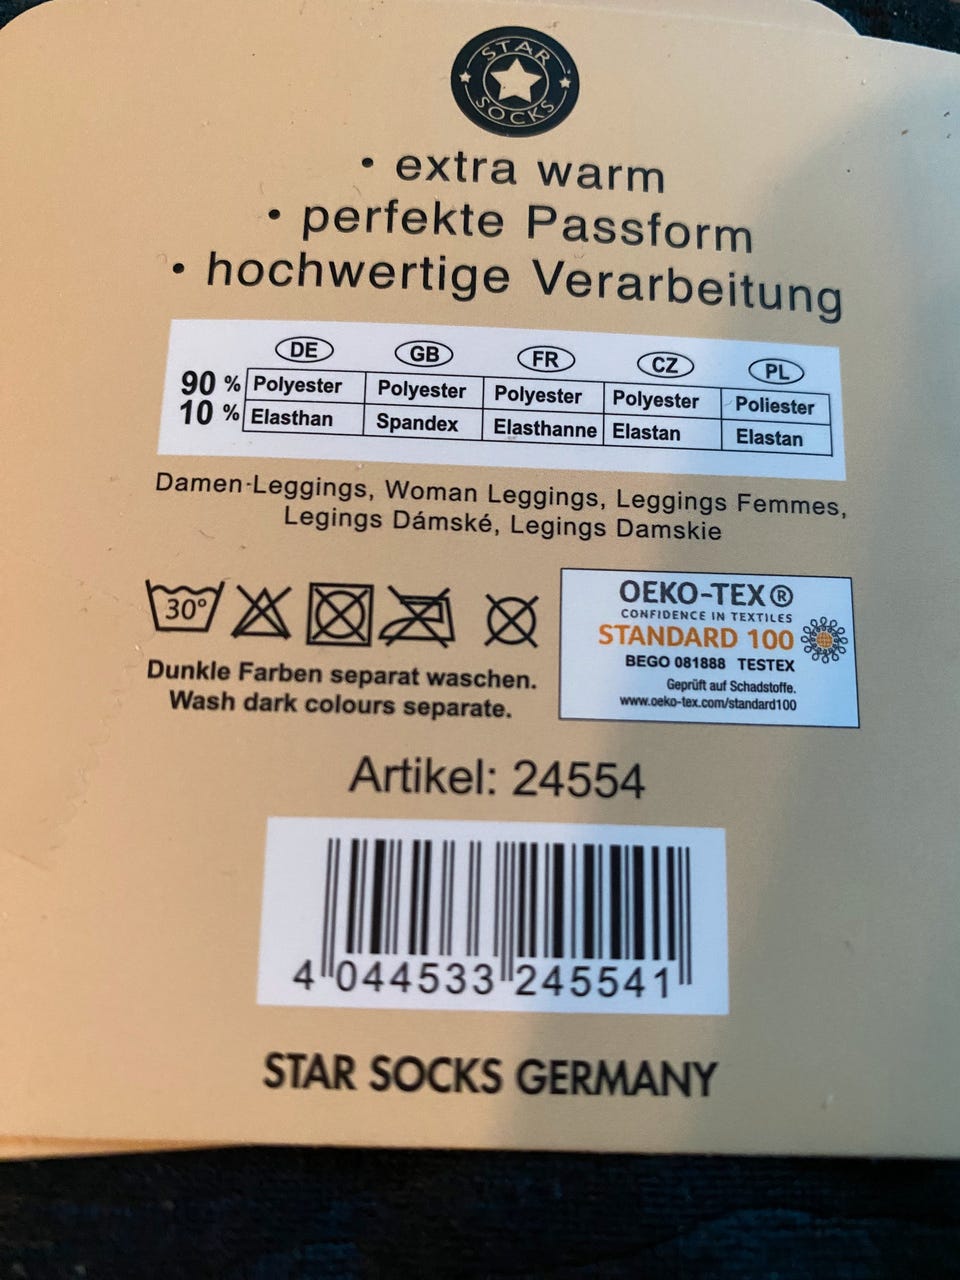 STAR
SOCKS
• extra warm
• perfekte Passform
• hochwertige Verarbeitung
DE GB FR CZ PL
90 % Polyester Polyester Polyester Polyester Poliester
10 % Elasthan Spandex Elasthanne Elastan Elastan
Damen-Leggings, Woman Leggings, Leggings Femmes,
Legings Dámské, Legings Damskie
30°
Dunkle Farben separat waschen.
Wash dark colours separate.
OEKO-TEX®
CONFIDENCE IN TEXTILES
STANDARD 100
BEGO 081888 TESTEX
Geprüft auf Schadstoffe.
www.oeko-tex.com/standard100
Artikel: 24554
4 044533 245541
STAR SOCKS GERMANY